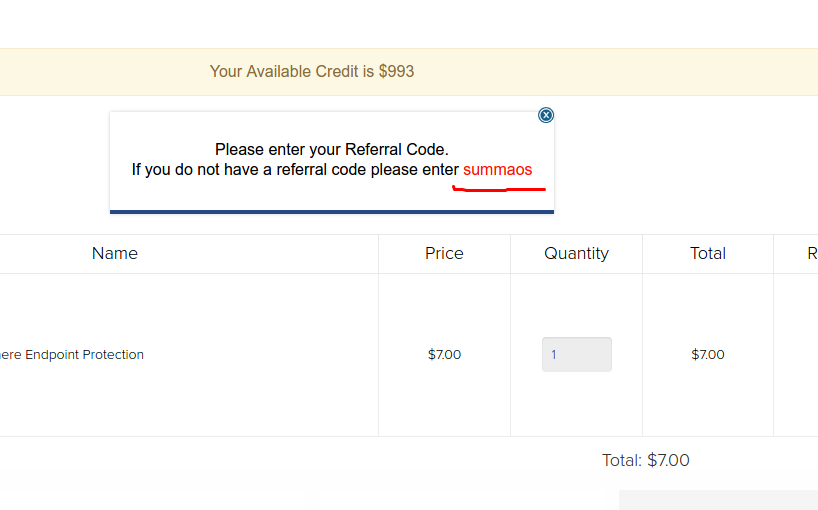 Your Available Credit is $993
Please enter your Referral Code.
If you do not have a referral code please enter summaos
Name Price Quantity Total R
ere Endpoint Protection $7.00 1 $7.00
Total: $7.00